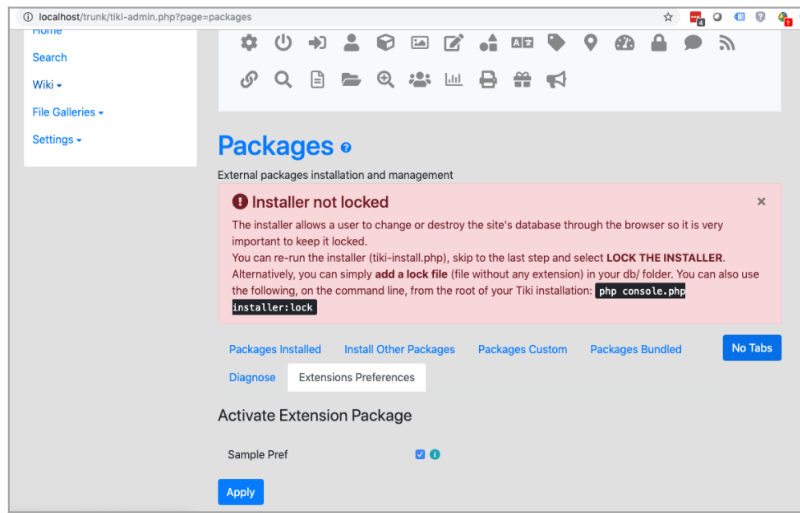 localhost/trunk/tiki-admin.php?page=packages
Home
Search
Wiki
File Galleries
Settings
Packages
External packages installation and management
Installer not locked
The installer allows a user to change or destroy the site's database through the browser so it is very
important to keep it locked.
You can re-run the installer (tiki-install.php), skip to the last step and select LOCK THE INSTALLER.
Alternatively, you can simply add a lock file (file without any extension) in your db/ folder. You can also use
the following, on the command line, from the root of your Tiki installation: php console.php
installer:lock
Packages Installed Install Other Packages Packages Custom Packages Bundled No Tabs
Diagnose Extensions Preferences
Activate Extension Package
Sample Pref
Apply